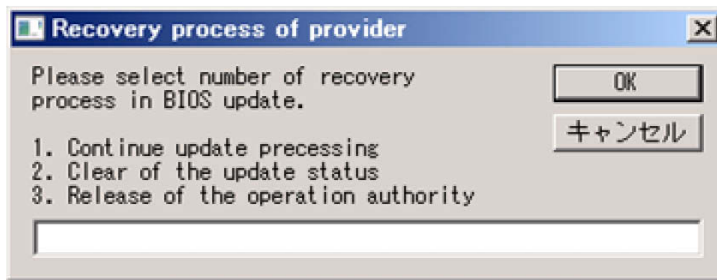 Recovery process of provider
Please select number of recovery
process in BIOS update.
1. Continue update precessing
2. Clear of the update status
3. Release of the operation authority
OK
キャンセル